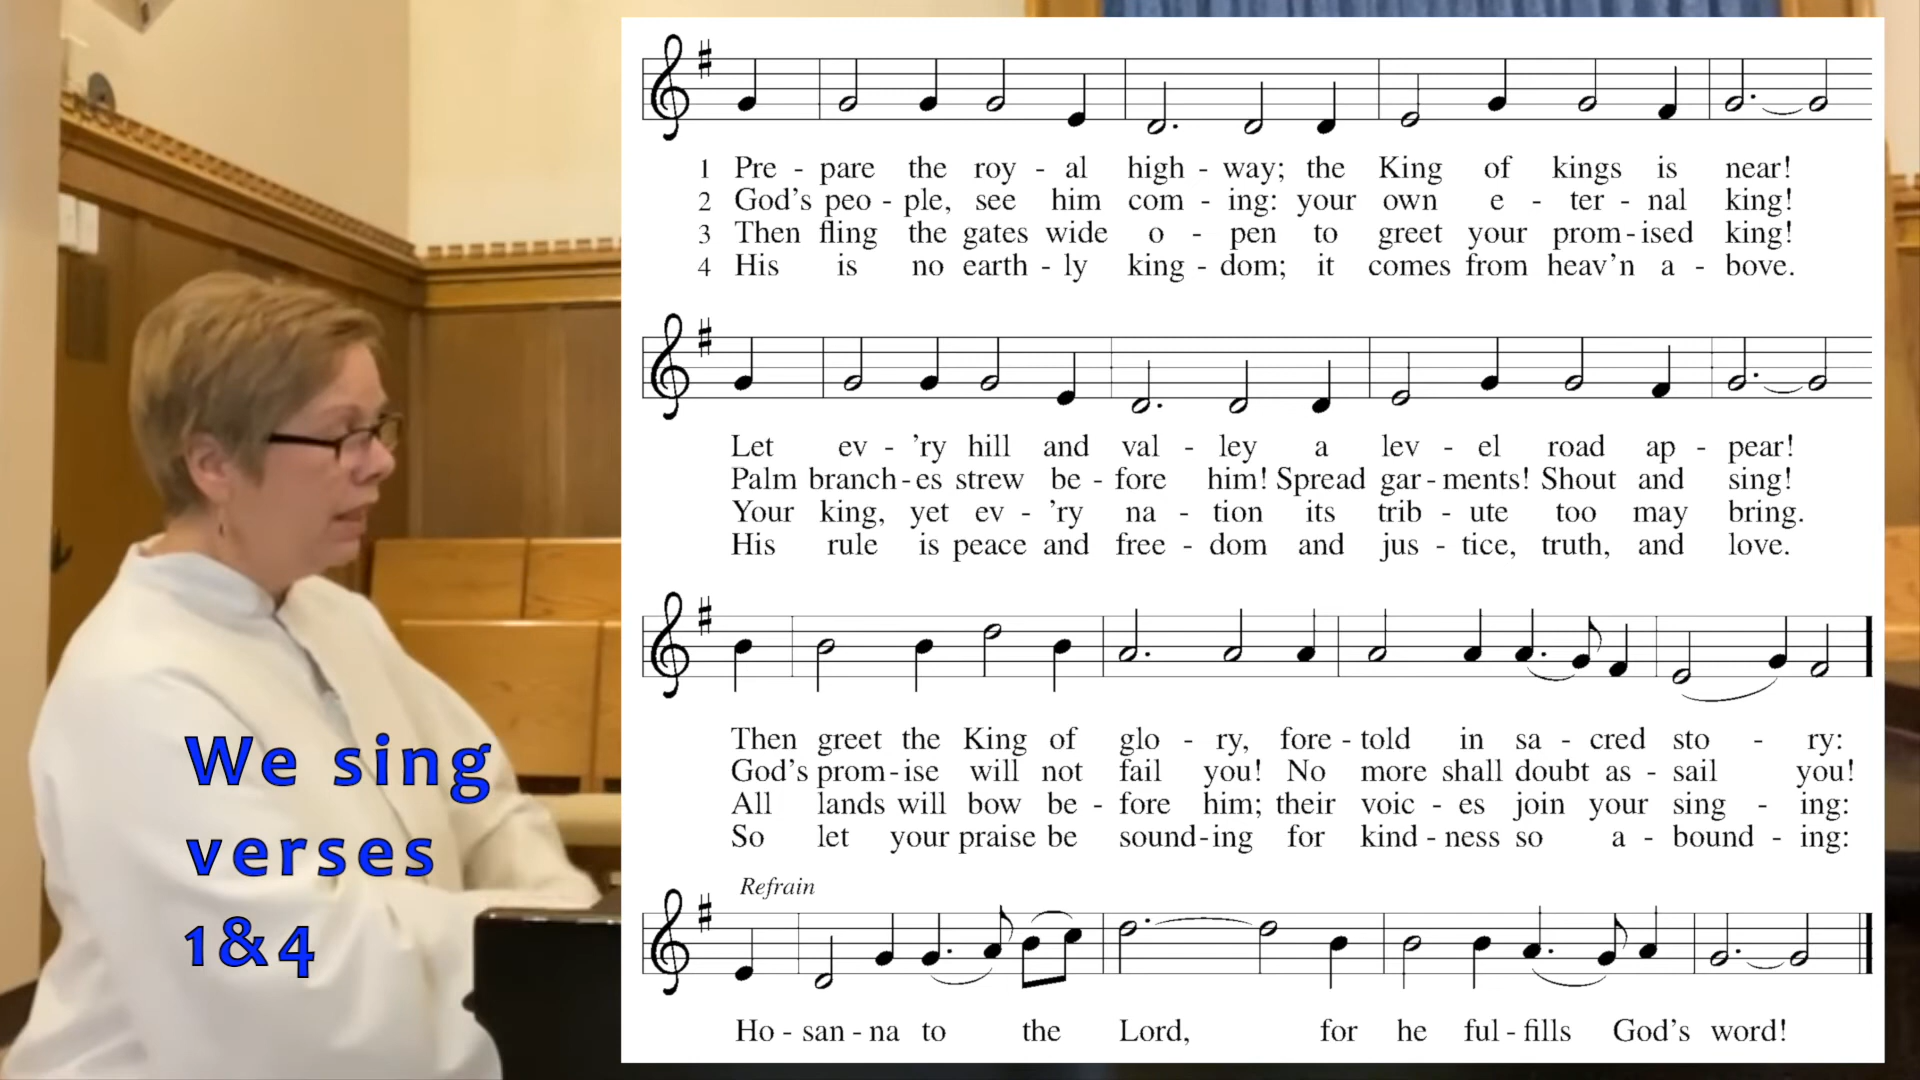 1 Pre - pare the roy - al high - way; the King of kings is near!
2 God's peo - ple, see him com - ing: your own e - ter - nal king!
3 Then fling the gates wide o - pen to greet your prom - ised king!
4 His is no earth - ly king - dom; it comes from heav'n a - bove.
Let ev - 'ry hill and val - ley a lev - el road ap - pear!
Palm branch - es strew be - fore him! Spread gar - ments! Shout and sing!
Your king, yet ev - 'ry na - tion its trib - ute too may bring.
His rule is peace and free - dom and jus - tice, truth, and love.
Then greet the King of glo - ry, fore - told in sa - cred sto - ry:
God's prom - ise will not fail you! No more shall doubt as - sail you!
All lands will bow be - fore him; their voic - es join your sing - ing:
So let your praise be sound - ing for kind - ness so a - bound - ing:
Refrain
Ho - san - na to the Lord, for he ful - fills God's word!
We sing
verses
1&4